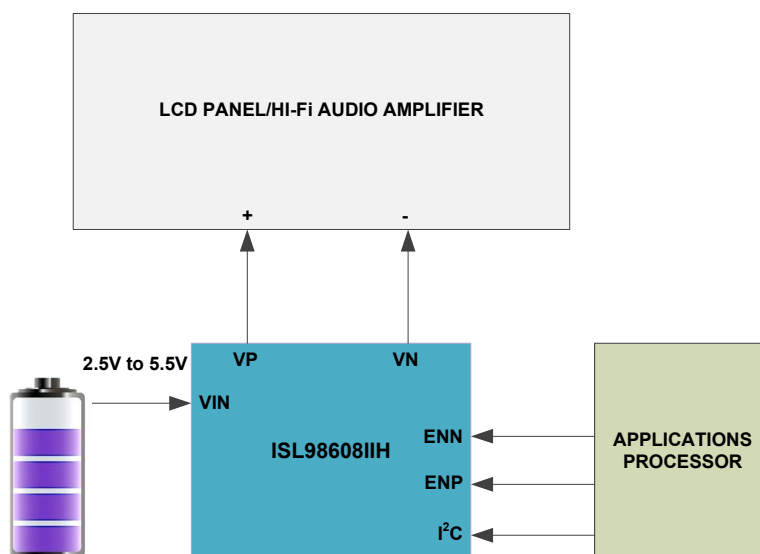 LCD PANEL/HI-Fi AUDIO AMPLIFIER
+
-
2.5V to 5.5V
VP
VN
VIN
ISL98608IIH
ENN
ENP
I²C
APPLICATIONS
PROCESSOR